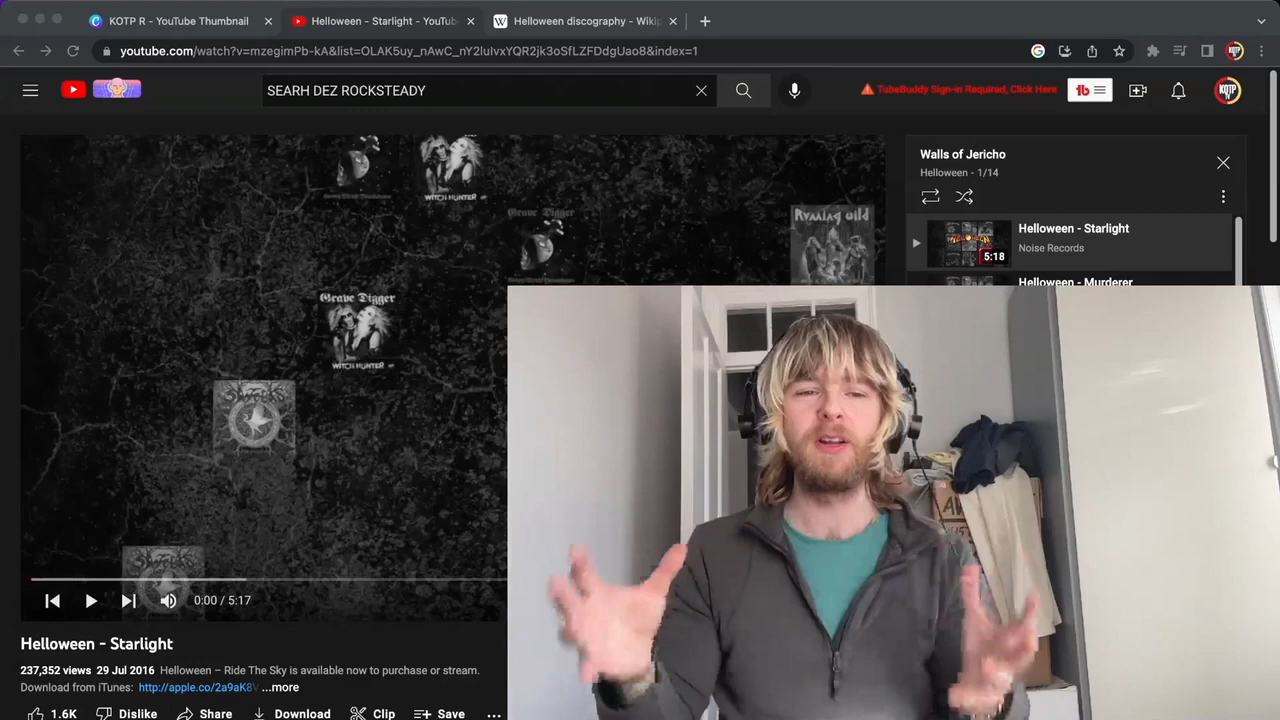 KOTP R - YouTube Thumbnail
Helloween - Starlight - YouTub
Helloween discography - Wikip
youtube.com/watch?v=mzegimPb-kA&list=OLAK5uy_nAwC_nY2luIvxYQR2jk3oSfLZFDdgUao8&index=1
SEARH DEZ ROCKSTEADY
TubeBuddy Sign-in Required, Click Here
KOTP
Walls of Jericho
Helloween - 1/14
WITCH HUNTER
Grave Digger
Running Wild
Helloween - Starlight
Noise Records
5:18
Helloween - Murderer
Grave Digger
WITCH HUNTER
0:00 / 5:17
Helloween - Starlight
237,352 views 29 Jul 2016 Helloween – Ride The Sky is available now to purchase or stream.
Download from iTunes: http://apple.co/2a9aK8V ...more
1.6K Dislike Share Download Clip Save